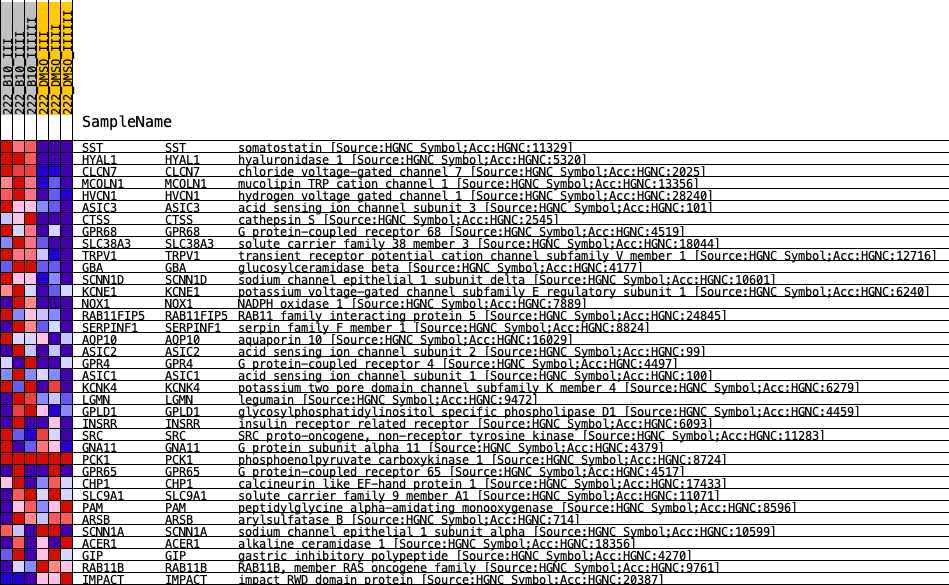 222_B10_III
222_B10_IIII
222_B10_IIIIII
222_DMSO_III
222_DMSO_IIII
222_DMSO_IIIIII
SampleName
SST SST somatostatin [Source:HGNC Symbol;Acc:HGNC:11329]
HYAL1 HYAL1 hyaluronidase 1 [Source:HGNC Symbol;Acc:HGNC:5320]
CLCN7 CLCN7 chloride voltage-gated channel 7 [Source:HGNC Symbol;Acc:HGNC:2025]
MCOLN1 MCOLN1 mucolipin TRP cation channel 1 [Source:HGNC Symbol;Acc:HGNC:13356]
HVCN1 HVCN1 hydrogen voltage gated channel 1 [Source:HGNC Symbol;Acc:HGNC:28240]
ASIC3 ASIC3 acid sensing ion channel subunit 3 [Source:HGNC Symbol;Acc:HGNC:101]
CTSS CTSS cathepsin S [Source:HGNC Symbol;Acc:HGNC:2545]
GPR68 GPR68 G protein-coupled receptor 68 [Source:HGNC Symbol;Acc:HGNC:4519]
SLC38A3 SLC38A3 solute carrier family 38 member 3 [Source:HGNC Symbol;Acc:HGNC:18044]
TRPV1 TRPV1 transient receptor potential cation channel subfamily V member 1 [Source:HGNC Symbol;Acc:HGNC:12716]
GBA GBA glucosylceramidase beta [Source:HGNC Symbol;Acc:HGNC:4177]
SCNN1D SCNN1D sodium channel epithelial 1 subunit delta [Source:HGNC Symbol;Acc:HGNC:10601]
KCNE1 KCNE1 potassium voltage-gated channel subfamily E regulatory subunit 1 [Source:HGNC Symbol;Acc:HGNC:6240]
NOX1 NOX1 NADPH oxidase 1 [Source:HGNC Symbol;Acc:HGNC:7889]
RAB11FIP5 RAB11FIP5 RAB11 family interacting protein 5 [Source:HGNC Symbol;Acc:HGNC:24845]
SERPINF1 SERPINF1 serpin family F member 1 [Source:HGNC Symbol;Acc:HGNC:8824]
AQP10 AQP10 aquaporin 10 [Source:HGNC Symbol;Acc:HGNC:16029]
ASIC2 ASIC2 acid sensing ion channel subunit 2 [Source:HGNC Symbol;Acc:HGNC:99]
GPR4 GPR4 G protein-coupled receptor 4 [Source:HGNC Symbol;Acc:HGNC:4497]
ASIC1 ASIC1 acid sensing ion channel subunit 1 [Source:HGNC Symbol;Acc:HGNC:100]
KCNK4 KCNK4 potassium two pore domain channel subfamily K member 4 [Source:HGNC Symbol;Acc:HGNC:6279]
LGMN LGMN legumain [Source:HGNC Symbol;Acc:HGNC:9472]
GPLD1 GPLD1 glycosylphosphatidylinositol specific phospholipase D1 [Source:HGNC Symbol;Acc:HGNC:4459]
INSRR INSRR insulin receptor related receptor [Source:HGNC Symbol;Acc:HGNC:6093]
SRC SRC SRC proto-oncogene, non-receptor tyrosine kinase [Source:HGNC Symbol;Acc:HGNC:11283]
GNA11 GNA11 G protein subunit alpha 11 [Source:HGNC Symbol;Acc:HGNC:4379]
PCK1 PCK1 phosphoenolpyruvate carboxykinase 1 [Source:HGNC Symbol;Acc:HGNC:8724]
GPR65 GPR65 G protein-coupled receptor 65 [Source:HGNC Symbol;Acc:HGNC:4517]
CHP1 CHP1 calcineurin like EF-hand protein 1 [Source:HGNC Symbol;Acc:HGNC:17433]
SLC9A1 SLC9A1 solute carrier family 9 member A1 [Source:HGNC Symbol;Acc:HGNC:11071]
PAM PAM peptidylglycine alpha-amidating monooxygenase [Source:HGNC Symbol;Acc:HGNC:8596]
ARSB ARSB arylsulfatase B [Source:HGNC Symbol;Acc:HGNC:714]
SCNN1A SCNN1A sodium channel epithelial 1 subunit alpha [Source:HGNC Symbol;Acc:HGNC:10599]
ACER1 ACER1 alkaline ceramidase 1 [Source:HGNC Symbol;Acc:HGNC:18356]
GIP GIP gastric inhibitory polypeptide [Source:HGNC Symbol;Acc:HGNC:4270]
RAB11B RAB11B RAB11B, member RAS oncogene family [Source:HGNC Symbol;Acc:HGNC:9761]
IMPACT IMPACT impact RWD domain protein [Source:HGNC Symbol;Acc:HGNC:20387]